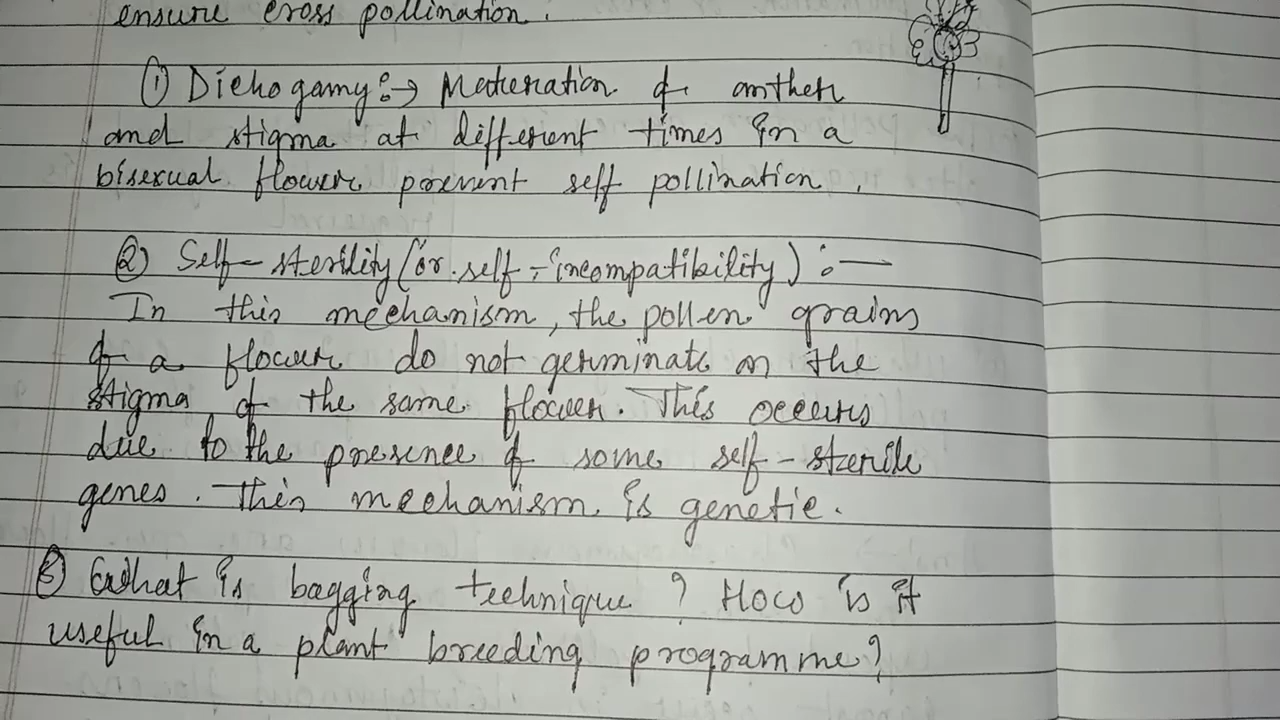 ensure cross pollination.
① Dichogamy :→ Maturation of anther
and stigma at different times in a
bisexual flower prevent self pollination.
② Self-sterility (or self-incompatibility) :—
In this mechanism, the pollen grains
of a flower do not germinate on the
stigma of the same flower. This occurs
due to the presence of some self-sterile
genes. This mechanism is genetic.
What is bagging technique? How is it
useful in a plant breeding programme?